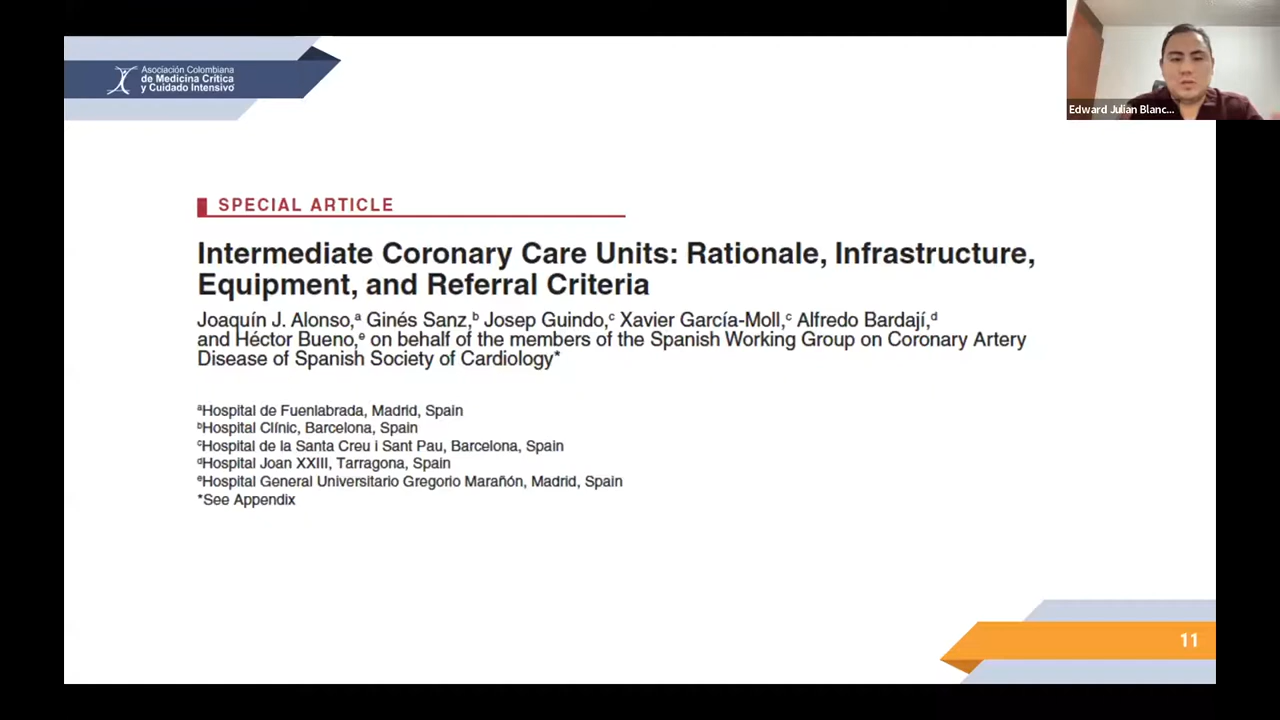 Asociación Colombiana
de Medicina Crítica
y Cuidado Intensivo
Edward Julian Blanc...
SPECIAL ARTICLE
Intermediate Coronary Care Units: Rationale, Infrastructure,
Equipment, and Referral Criteria
Joaquín J. Alonso,ᵃ Ginés Sanz,ᵇ Josep Guindo,ᶜ Xavier García-Moll,ᶜ Alfredo Bardají,ᵈ
and Héctor Bueno,ᵉ on behalf of the members of the Spanish Working Group on Coronary Artery
Disease of Spanish Society of Cardiology*
ᵃHospital de Fuenlabrada, Madrid, Spain
ᵇHospital Clínic, Barcelona, Spain
ᶜHospital de la Santa Creu i Sant Pau, Barcelona, Spain
ᵈHospital Joan XXIII, Tarragona, Spain
ᵉHospital General Universitario Gregorio Marañón, Madrid, Spain
*See Appendix
11